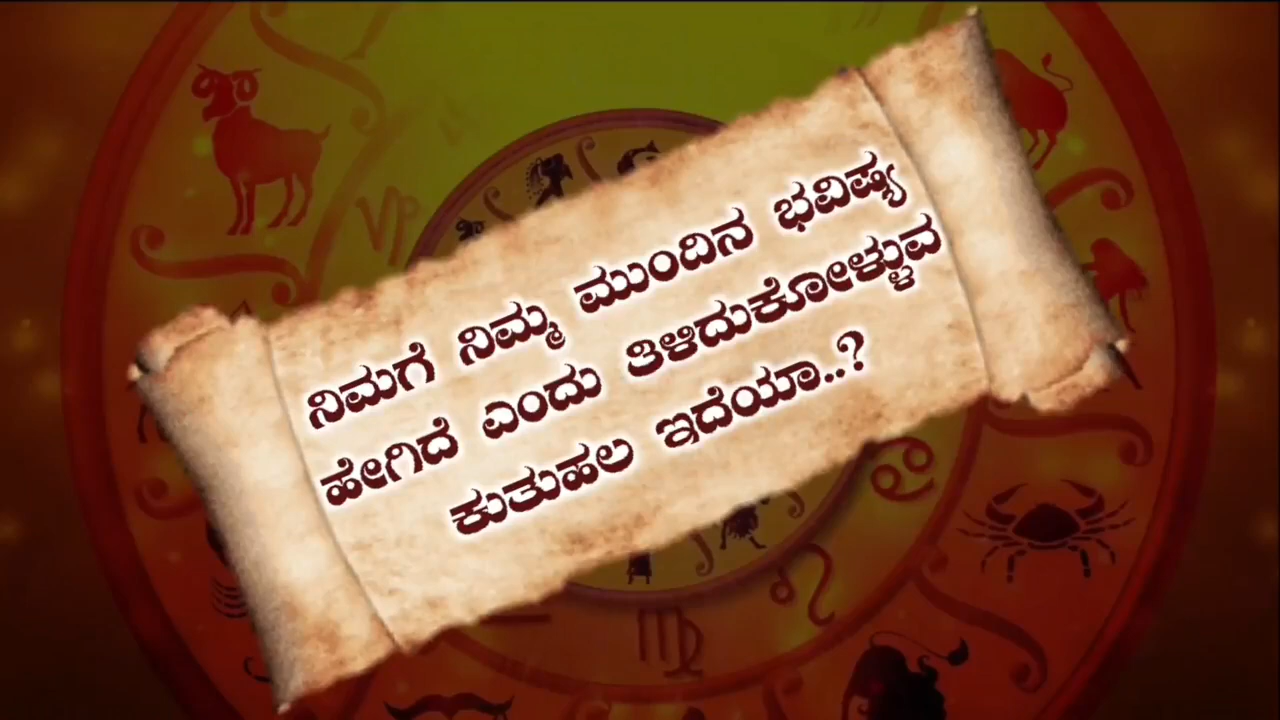 ನಿಮಗೆ ನಿಮ್ಮ ಮುಂದಿನ ಭವಿಷ್ಯ
ಹೇಗಿದೆ ಎಂದು ತಿಳಿದುಕೋಳ್ಳುವ
ಕುತುಹಲ ಇದೆಯಾ..?